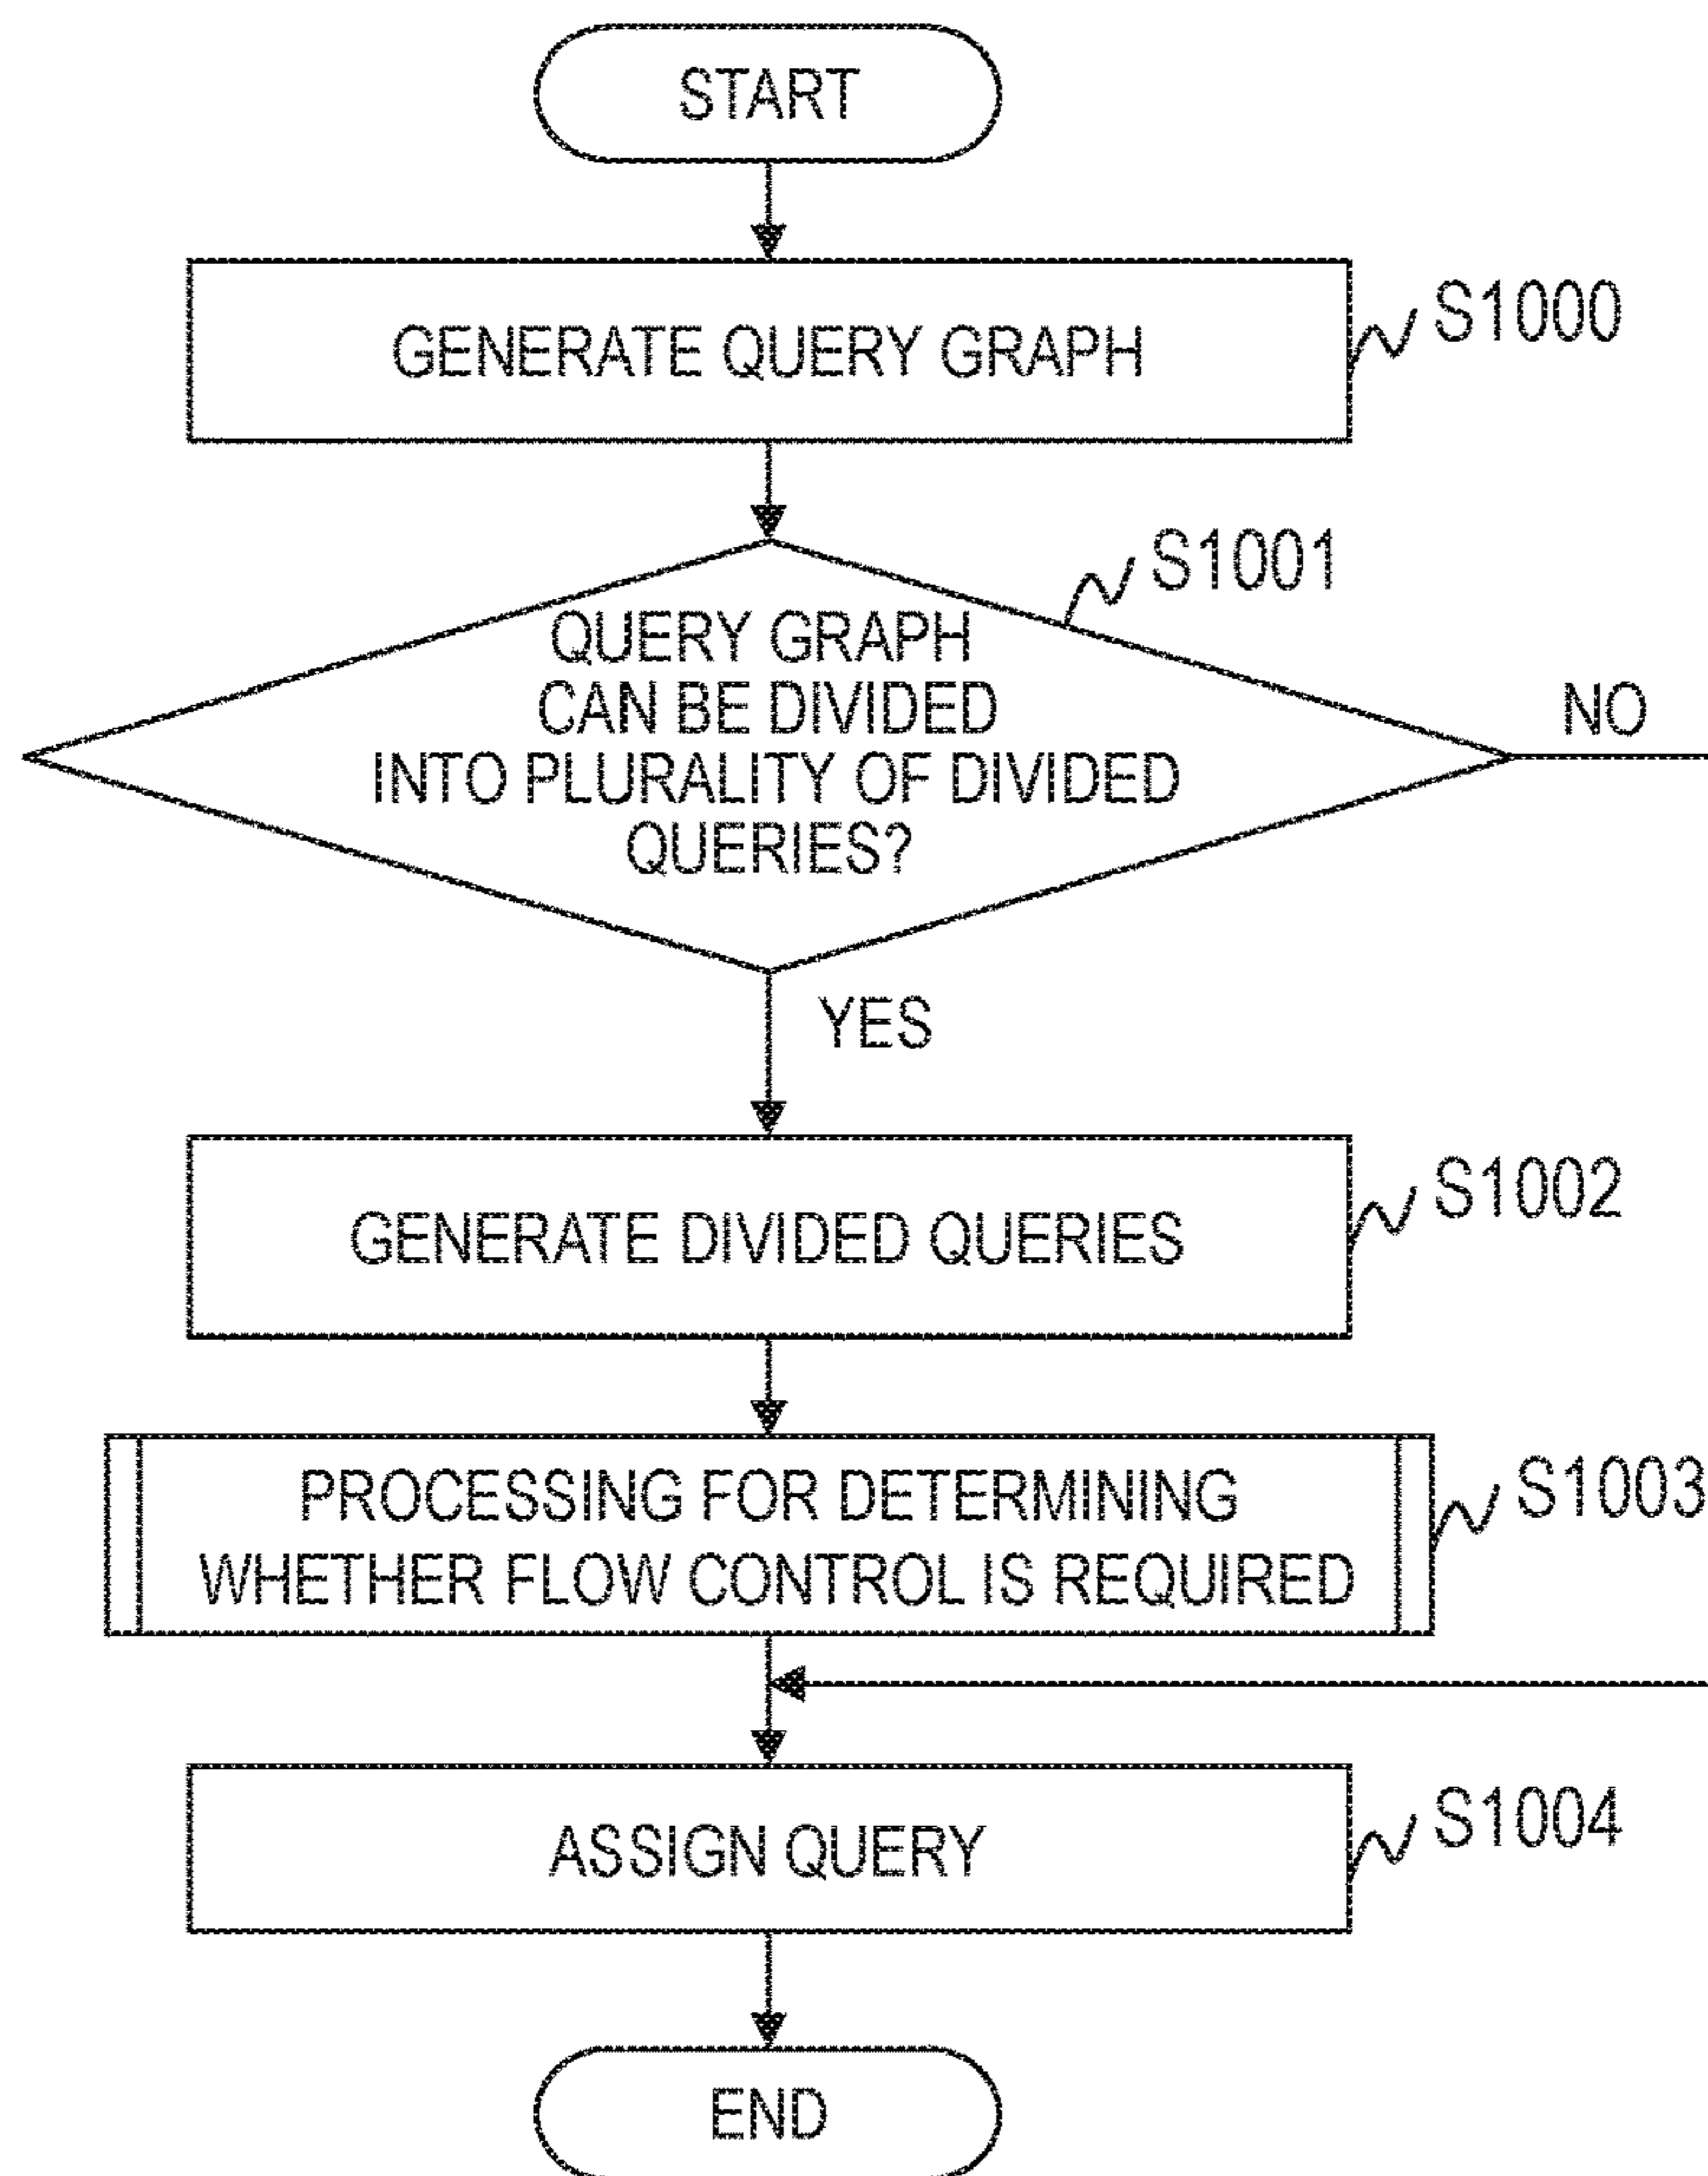 START
GENERATE QUERY GRAPH
S1000
S1001
QUERY GRAPH
CAN BE DIVIDED
INTO PLURALITY OF DIVIDED
QUERIES?
NO
YES
GENERATE DIVIDED QUERIES
S1002
PROCESSING FOR DETERMINING
WHETHER FLOW CONTROL IS REQUIRED
S1003
ASSIGN QUERY
S1004
END